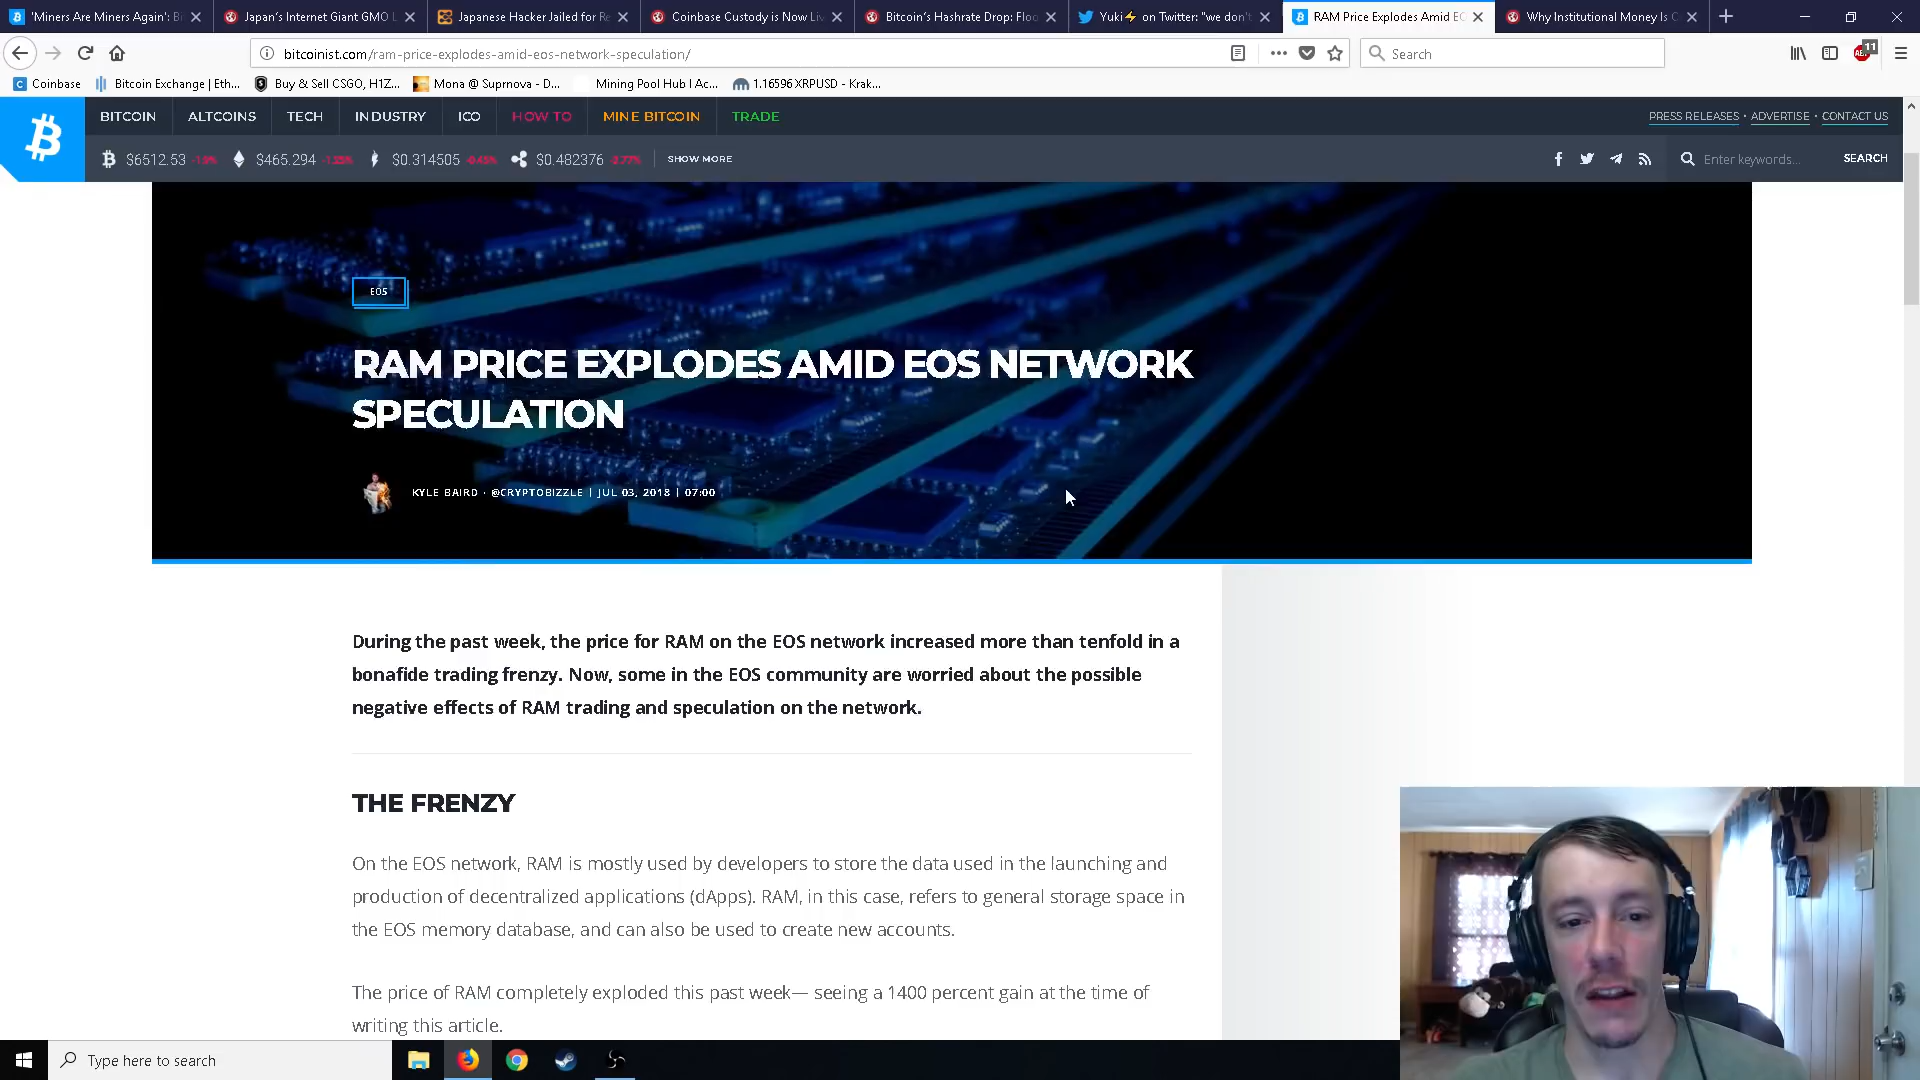 'Miners Are Miners Again': B
Japan's Internet Giant GMO L
Japanese Hacker Jailed for Re
Coinbase Custody is Now Liv
Bitcoin's Hashrate Drop: Floo
Yuki⚡ on Twitter: "we don't
RAM Price Explodes Amid EO
Why Institutional Money Is C
bitcoinist.com/ram-price-explodes-amid-eos-network-speculation/
Search
11
Coinbase
Bitcoin Exchange | Eth...
Buy & Sell CSGO, H1Z...
Mona @ Suprnova - D...
Mining Pool Hub | Ac...
1.16596 XRPUSD - Krak...
BITCOIN
ALTCOINS
TECH
INDUSTRY
ICO
HOW TO
MINE BITCOIN
TRADE
PRESS RELEASES • ADVERTISE • CONTACT US
$6512.53 -1.9%
$465.294 -1.25%
$0.314505 -0.45%
$0.482376 -2.77%
SHOW MORE
Enter keywords...
SEARCH
EOS
RAM PRICE EXPLODES AMID EOS NETWORK
SPECULATION
KYLE BAIRD · @CRYPTOBIZZLE | JUL 03, 2018 | 07:00
During the past week, the price for RAM on the EOS network increased more than tenfold in a
bonafide trading frenzy. Now, some in the EOS community are worried about the possible
negative effects of RAM trading and speculation on the network.
THE FRENZY
On the EOS network, RAM is mostly used by developers to store the data used in the launching and
production of decentralized applications (dApps). RAM, in this case, refers to general storage space in
the EOS memory database, and can also be used to create new accounts.
The price of RAM completely exploded this past week— seeing a 1400 percent gain at the time of
writing this article.
Type here to search